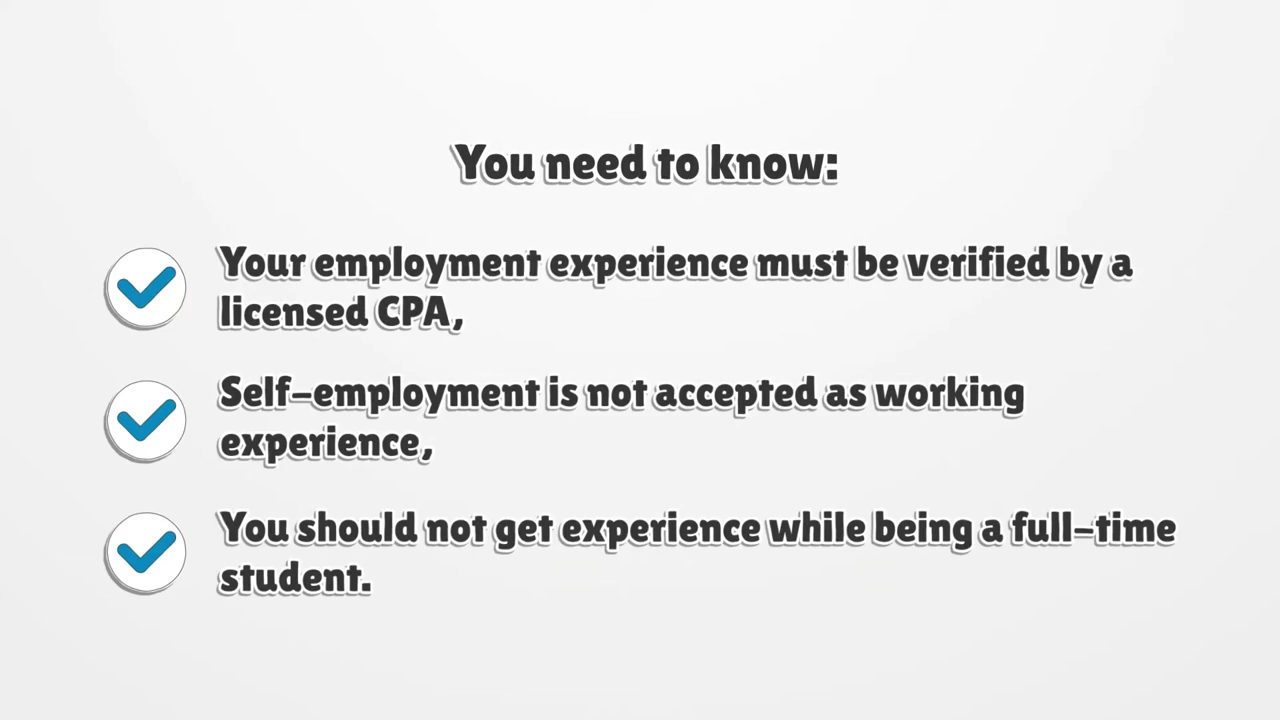 You need to know:
Your employment experience must be verified by a
licensed CPA,
Self-employment is not accepted as working
experience,
You should not get experience while being a full-time
student.